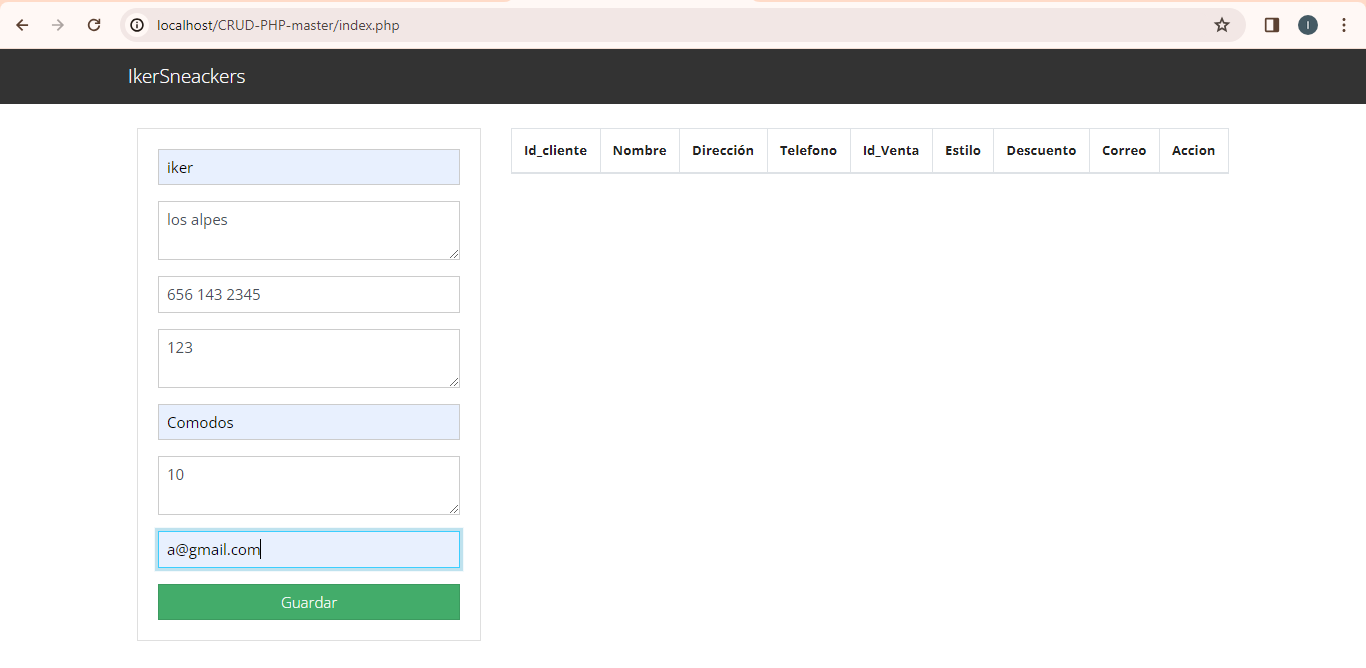 localhost/CRUD-PHP-master/index.php
I
IkerSneackers
iker
los alpes
656 143 2345
123
Comodos
10
a@gmail.com
Guardar
Id_cliente Nombre Dirección Telefono Id_Venta Estilo Descuento Correo Accion